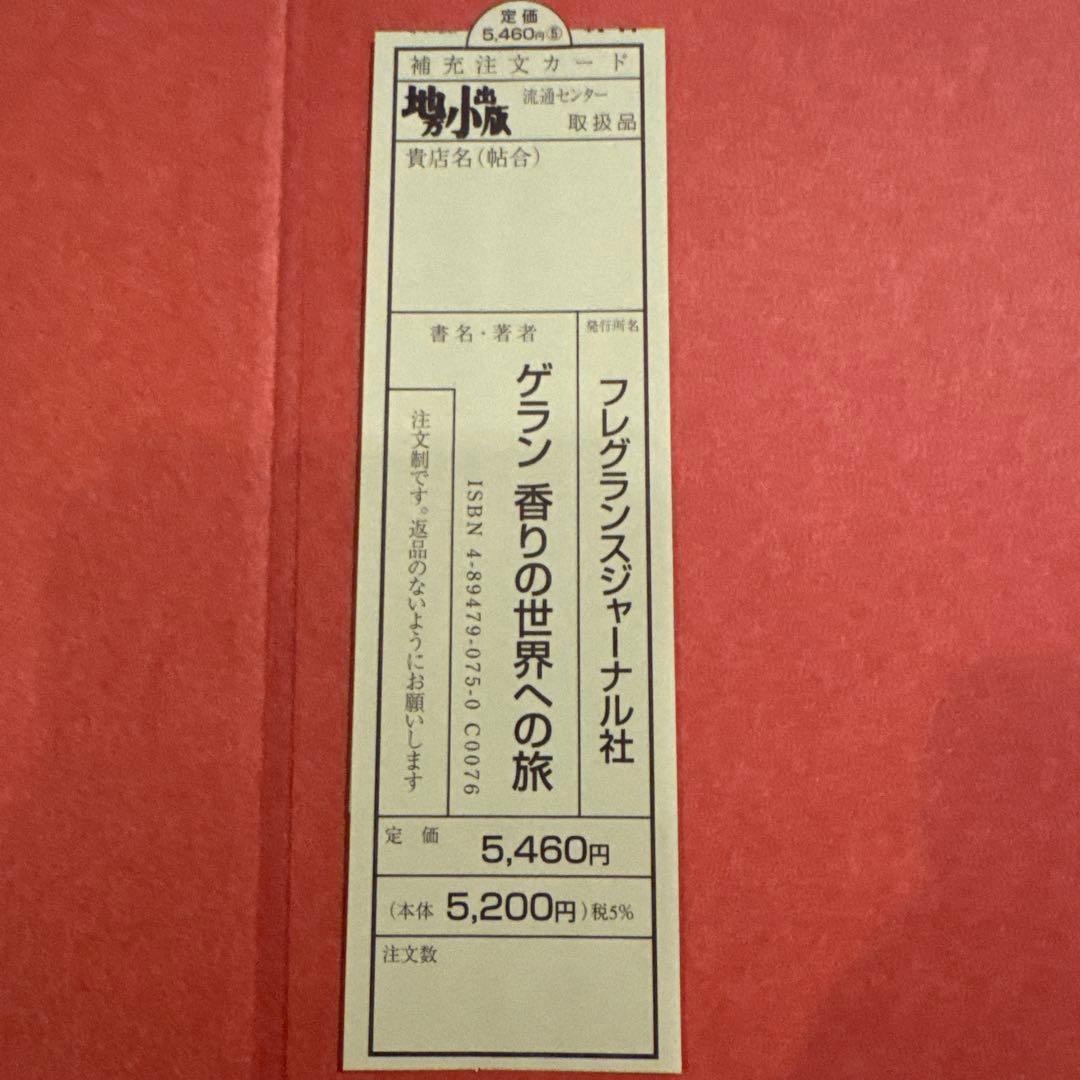 定価
5,460円⑤
補充注文カード
地方小出版 流通センター
取扱品
貴店名(帖合)
発行所名
フレグランスジャーナル社
書名・著者
ゲラン 香りの世界への旅
ISBN 4-89479-075-0 C0076
注文制です。返品のないようにお願いします
定価 5,460円
(本体 5,200円)税5%
注文数